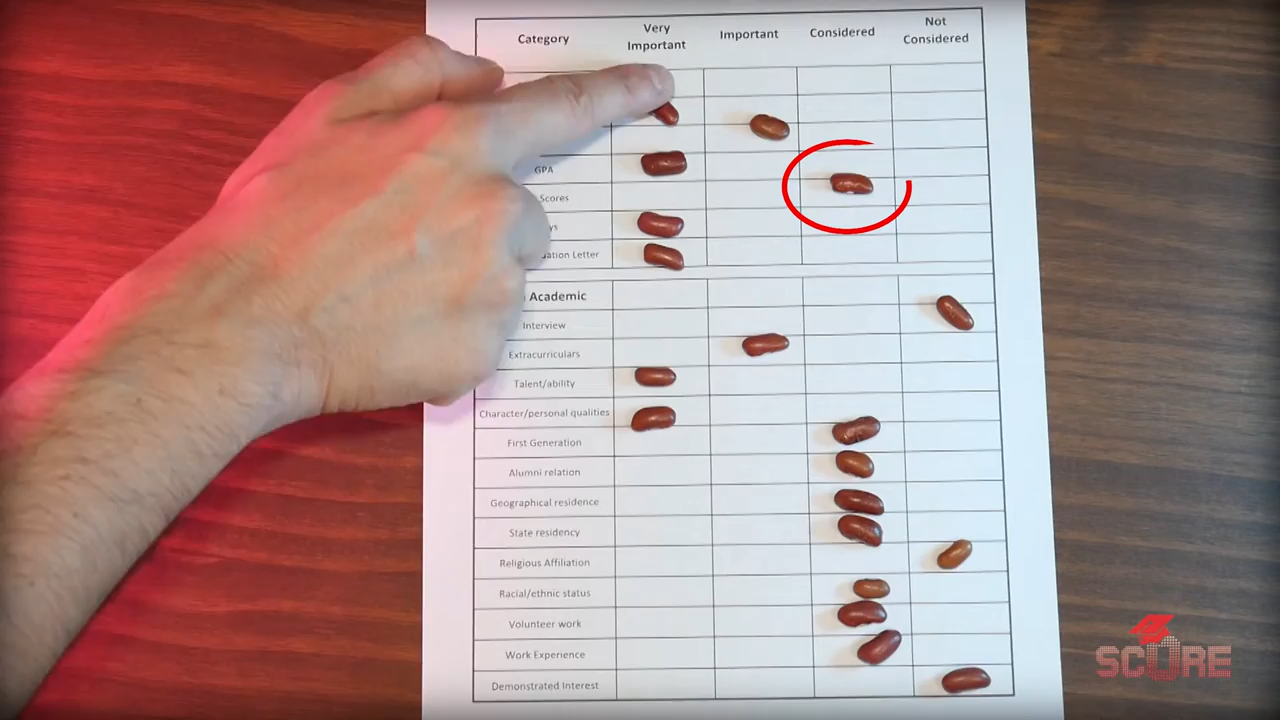 Category
Very
Important
Important
Considered
Not
Considered
GPA
Scores
Letter
Academic
Interview
Extracurriculars
Talent/ability
Character/personal qualities
First Generation
Alumni relation
Geographical residence
State residency
Religious Affiliation
Racial/ethnic status
Volunteer work
Work Experience
Demonstrated Interest
SCORE